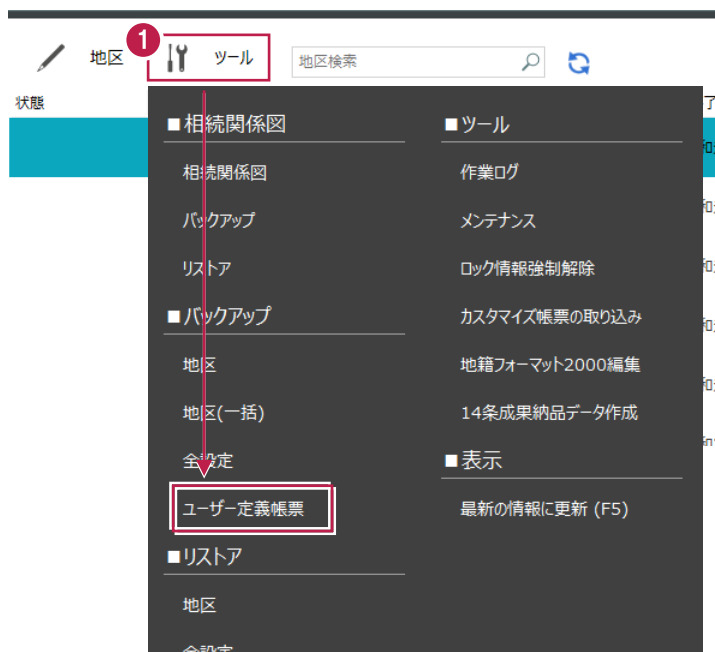 1
地区
ツール
地区検索
状態
■相続関係図
相続関係図
バックアップ
リストア
■バックアップ
地区
地区(一括)
全設定
ユーザー定義帳票
■リストア
地区
全設定
■ツール
作業ログ
メンテナンス
ロック情報強制解除
カスタマイズ帳票の取り込み
地籍フォーマット2000編集
14条成果納品データ作成
■表示
最新の情報に更新 (F5)
了